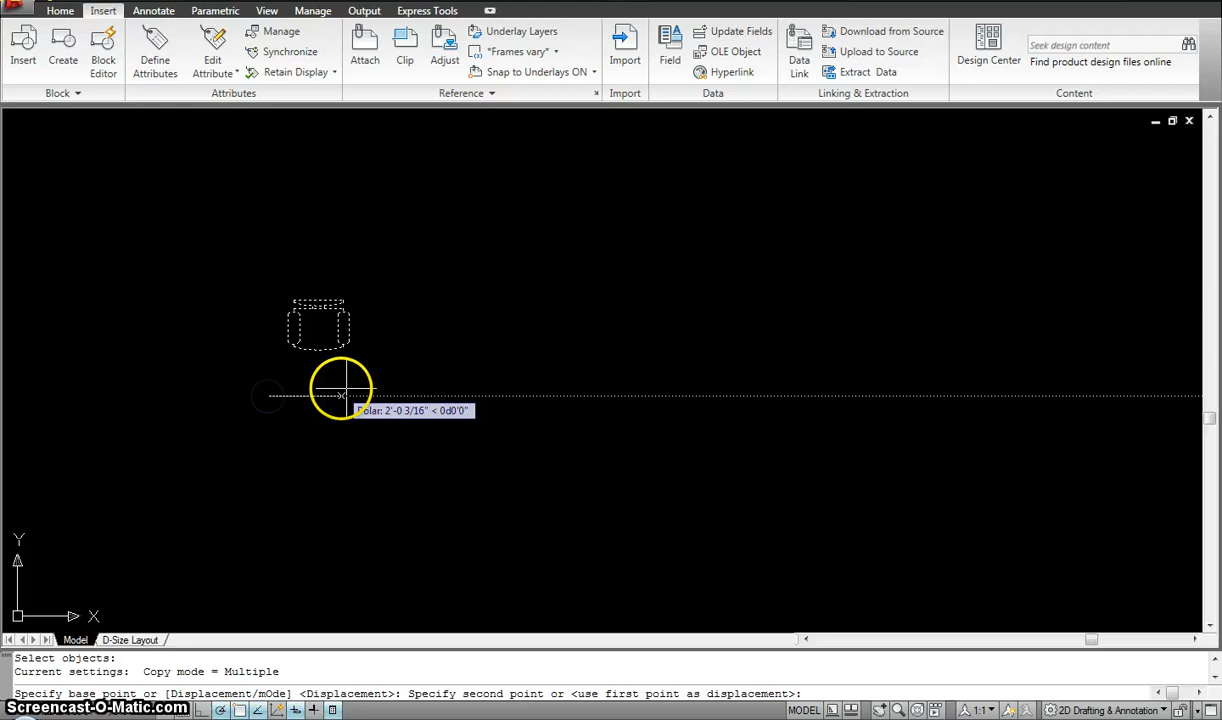 Home Insert Annotate Parametric View Manage Output Express Tools
Insert Create Block Editor
Define Attributes Edit Attribute
Manage
Synchronize
Retain Display
Attach Clip Adjust
Underlay Layers
*Frames vary*
Snap to Underlays ON
Import
Field
Update Fields
OLE Object
Hyperlink
Data Link
Download from Source
Upload to Source
Extract Data
Design Center
Seek design content
Find product design files online
Block Attributes Reference Import Data Linking & Extraction Content
Polar: 2'-0 3/16" < 0d0'0"
Y
X
Model D-Size Layout
Select objects:
Current settings: Copy mode = Multiple
Specify base point or [Displacement/mOde] <Displacement>: Specify second point or <use first point as displacement>:
Screencast-O-Matic.com
MODEL 1:1 2D Drafting & Annotation